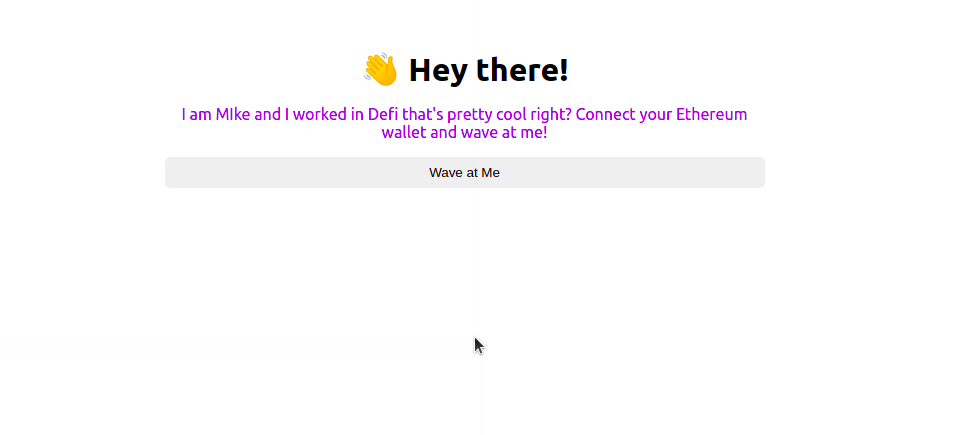 👋 Hey there!
I am MIke and I worked in Defi that's pretty cool right? Connect your Ethereum
wallet and wave at me!
Wave at Me